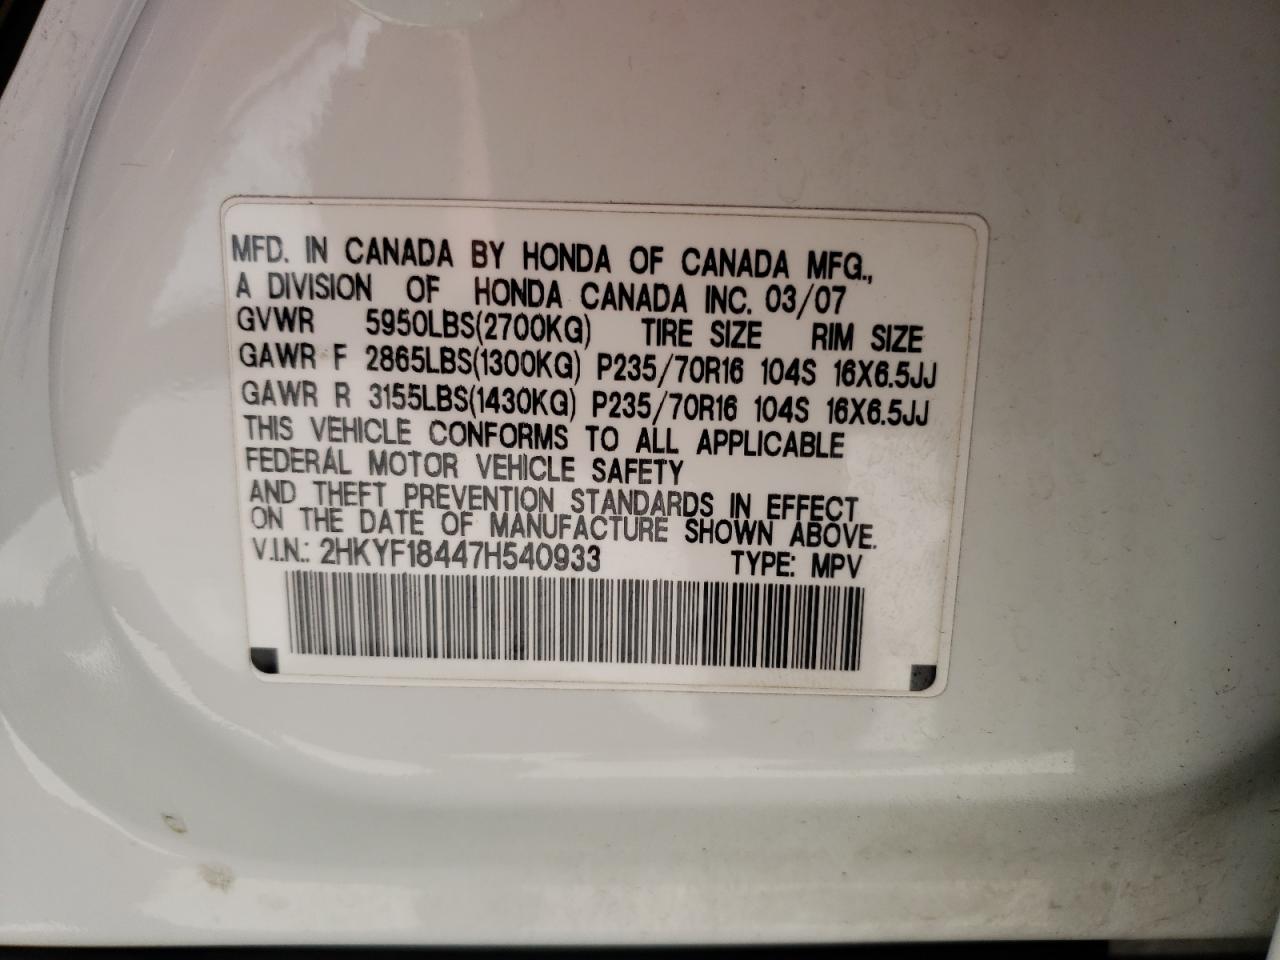 MFD. IN CANADA BY HONDA OF CANADA MFG.,
A DIVISION OF HONDA CANADA INC. 03/07
GVWR 5950LBS(2700KG) TIRE SIZE RIM SIZE
GAWR F 2865LBS(1300KG) P235/70R16 104S 16X6.5JJ
GAWR R 3155LBS(1430KG) P235/70R16 104S 16X6.5JJ
THIS VEHICLE CONFORMS TO ALL APPLICABLE
FEDERAL MOTOR VEHICLE SAFETY
AND THEFT PREVENTION STANDARDS IN EFFECT
ON THE DATE OF MANUFACTURE SHOWN ABOVE.
V.I.N.: 2HKYF18447H540933 TYPE: MPV